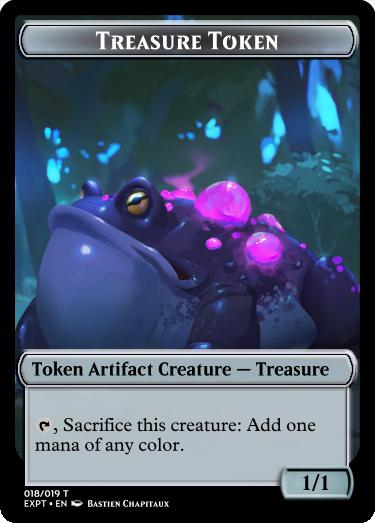 TREASURE TOKEN
Token Artifact Creature — Treasure
, Sacrifice this creature: Add one
mana of any color.
1/1
018/019 T
EXPT • EN BASTIEN CHAPITAUX